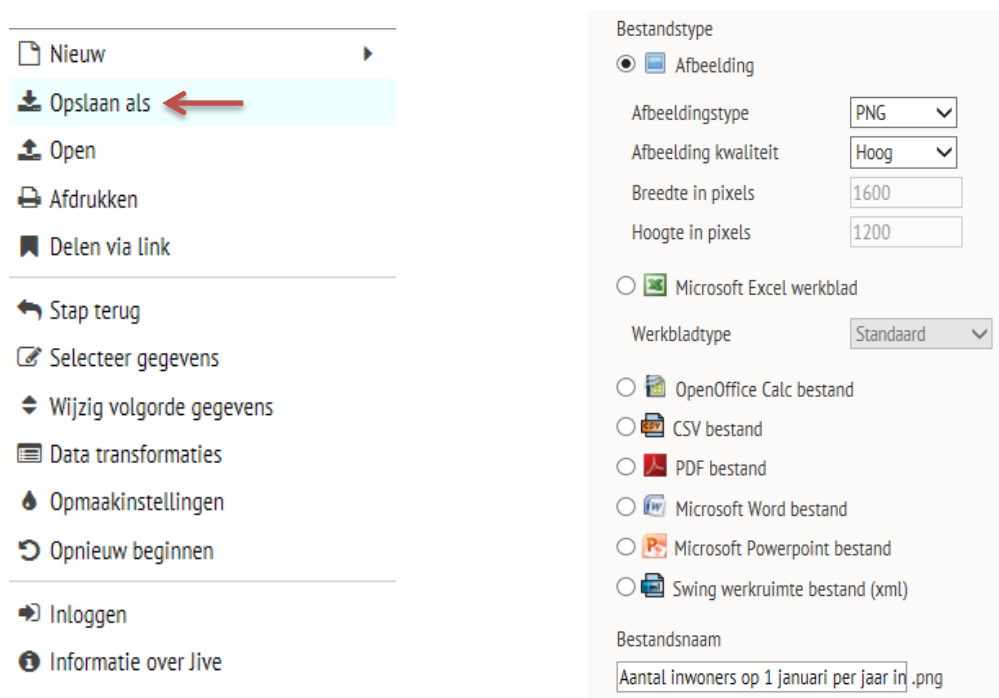 Nieuw
Opslaan als
Open
Afdrukken
Delen via link
Stap terug
Selecteer gegevens
Wijzig volgorde gegevens
Data transformaties
Opmaakinstellingen
Opnieuw beginnen
Inloggen
Informatie over Jive
Bestandstype
Afbeelding
Afbeeldingstype PNG
Afbeelding kwaliteit Hoog
Breedte in pixels 1600
Hoogte in pixels 1200
Microsoft Excel werkblad
Werkbladtype Standaard
OpenOffice Calc bestand
CSV bestand
PDF bestand
Microsoft Word bestand
Microsoft Powerpoint bestand
Swing werkruimte bestand (xml)
Bestandsnaam
Aantal inwoners op 1 januari per jaar in .png